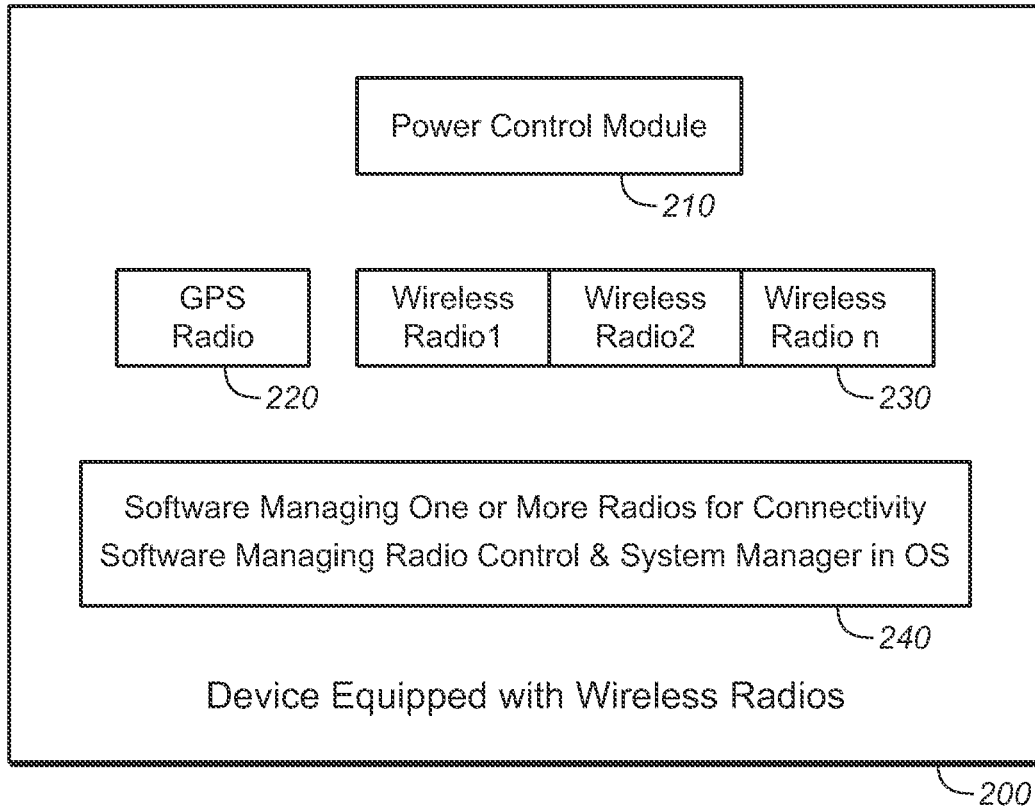 Power Control Module
210
GPS
Radio
Wireless
Radio1
Wireless
Radio2
Wireless
Radio n
220
230
Software Managing One or More Radios for Connectivity
Software Managing Radio Control & System Manager in OS
240
Device Equipped with Wireless Radios
200